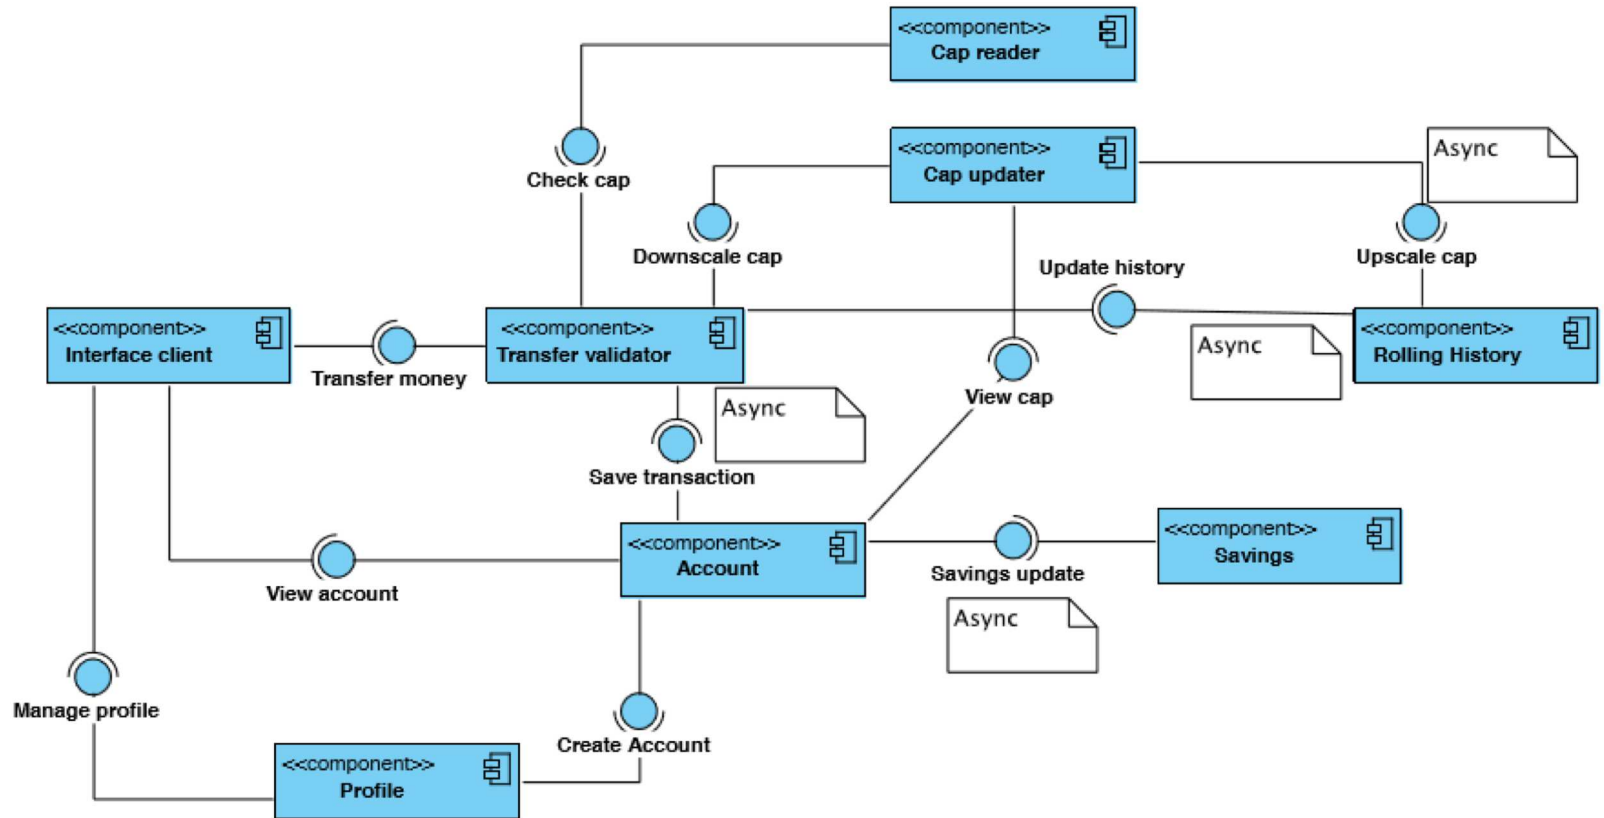 <<component>>
Cap reader
<<component>>
Cap updater
Async
Check cap
Downscale cap
Upscale cap
Update history
<<component>>
Interface client
Transfer money
<<component>>
Transfer validator
Async
<<component>>
Rolling History
View cap
Async
Save transaction
<<component>>
Account
Savings update
<<component>>
Savings
View account
Async
Manage profile
Create Account
<<component>>
Profile